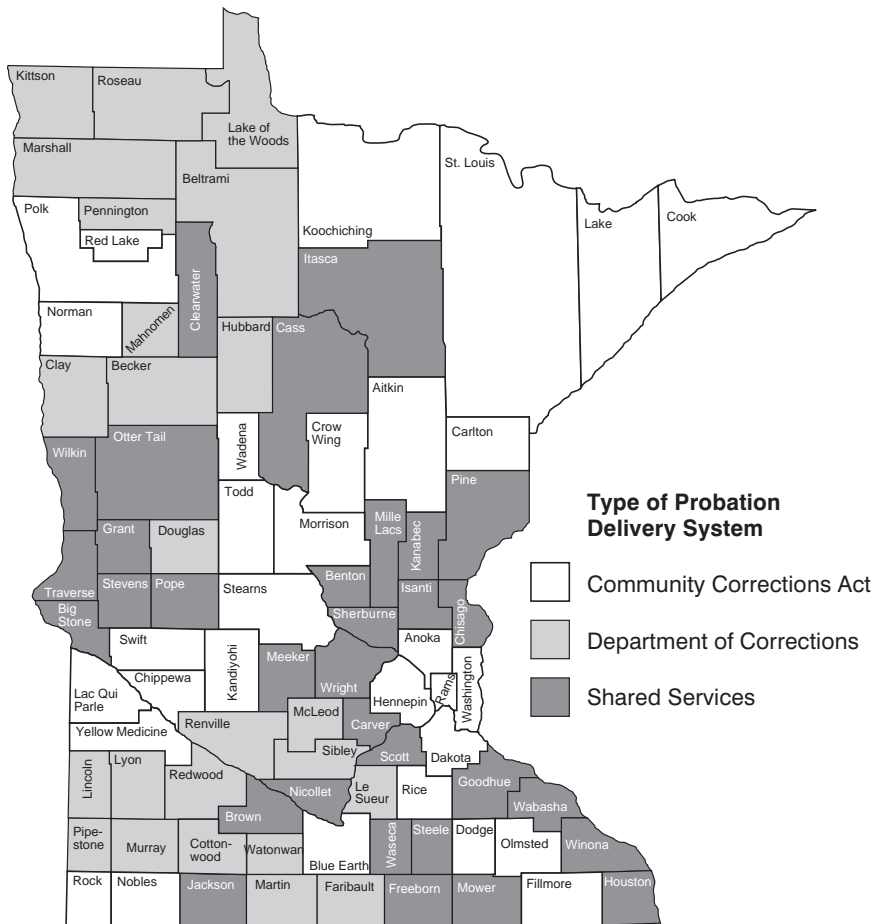 Kittson
Roseau
Lake of
the Woods
Marshall
Beltrami
St. Louis
Polk
Pennington
Lake
Cook
Koochiching
Red Lake
Itasca
Clearwater
Norman
Mahnomen
Hubbard
Cass
Clay
Becker
Aitkin
Crow
Wing
Carlton
Wadena
Otter Tail
Wilkin
Pine
Todd
Type of Probation
Delivery System
Mille
Lacs
Morrison
Kanabec
Grant
Douglas
Community Corrections Act
Benton
Stevens
Pope
Stearns
Isanti
Traverse
Big
Stone
Sherburne
Chisago
Swift
Anoka
Department of Corrections
Kandiyohi
Meeker
Chippewa
Wright
Rams
Washington
Lac Qui
Parle
Hennepin
Shared Services
McLeod
Renville
Carver
Yellow Medicine
Sibley
Scott
Dakota
Lincoln
Lyon
Redwood
Nicollet
Le
Sueur
Rice
Goodhue
Wabasha
Brown
Pipe-
stone
Murray
Cotton-
wood
Watonwan
Blue Earth
Waseca
Steele
Dodge
Olmsted
Winona
Rock
Nobles
Jackson
Martin
Faribault
Freeborn
Mower
Fillmore
Houston